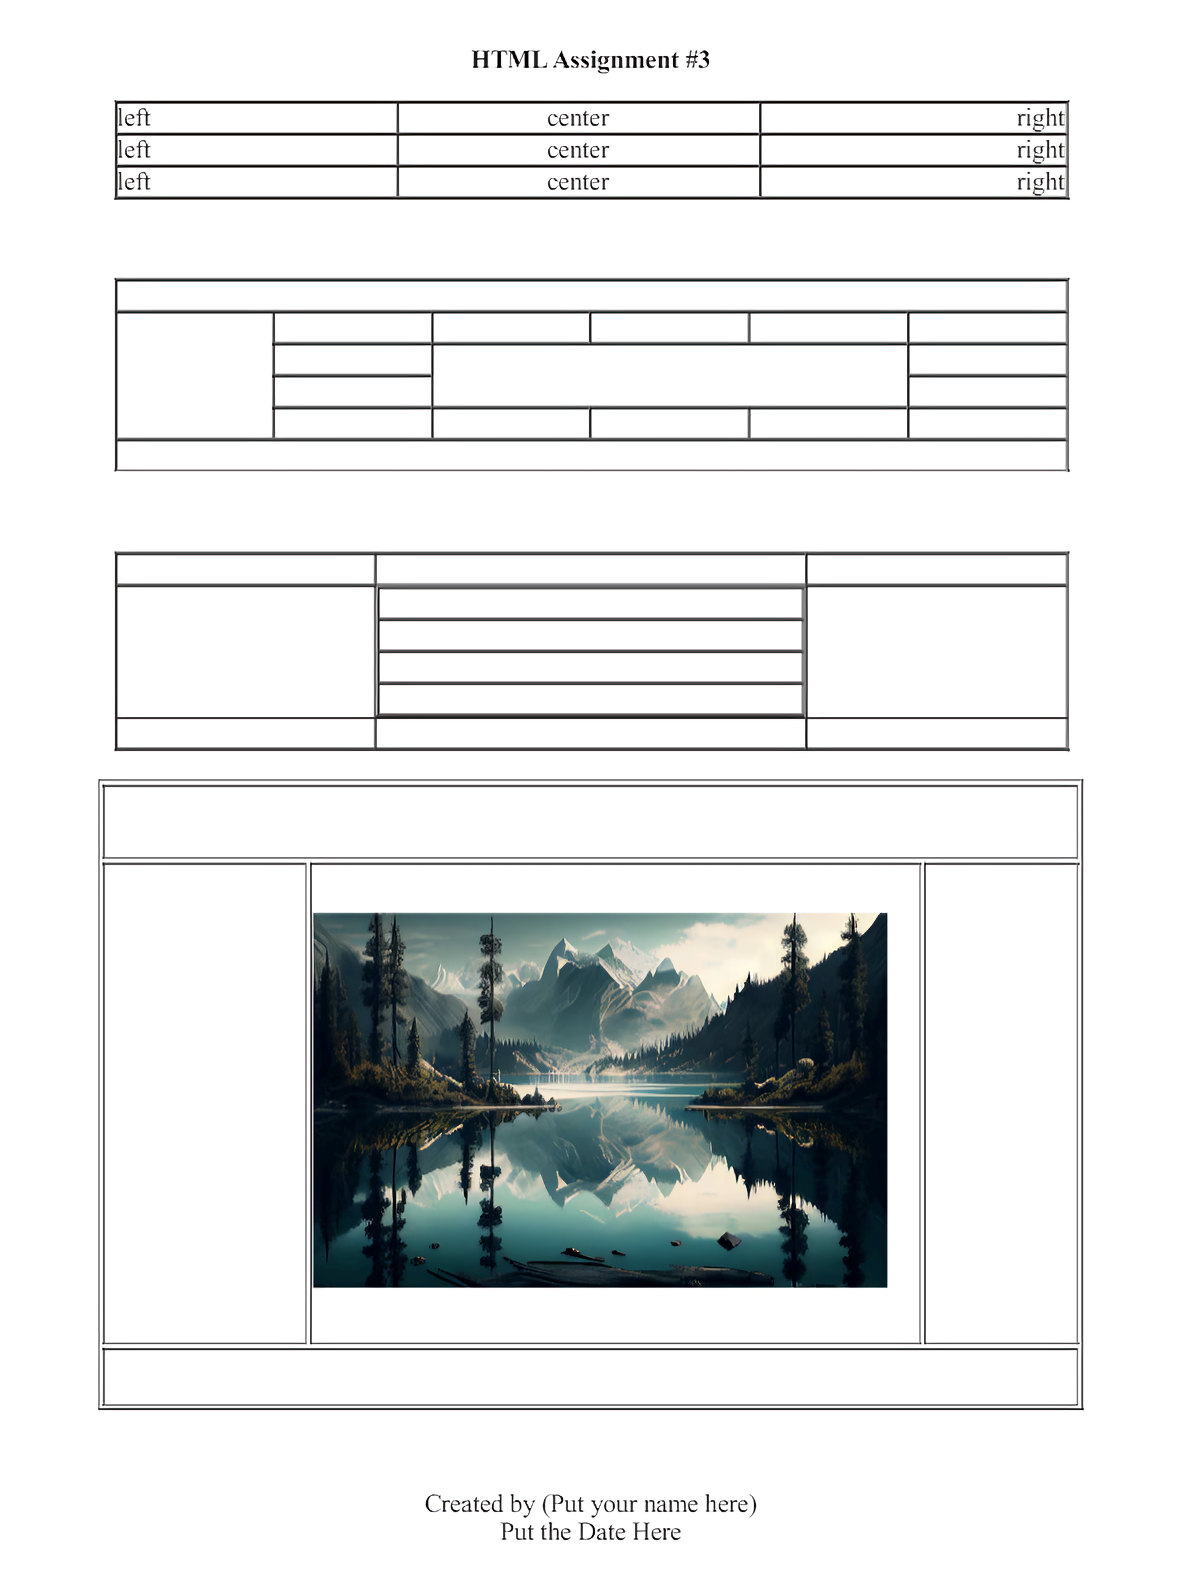 HTML Assignment #3
left center right
left center right
left center right
Created by (Put your name here)
Put the Date Here